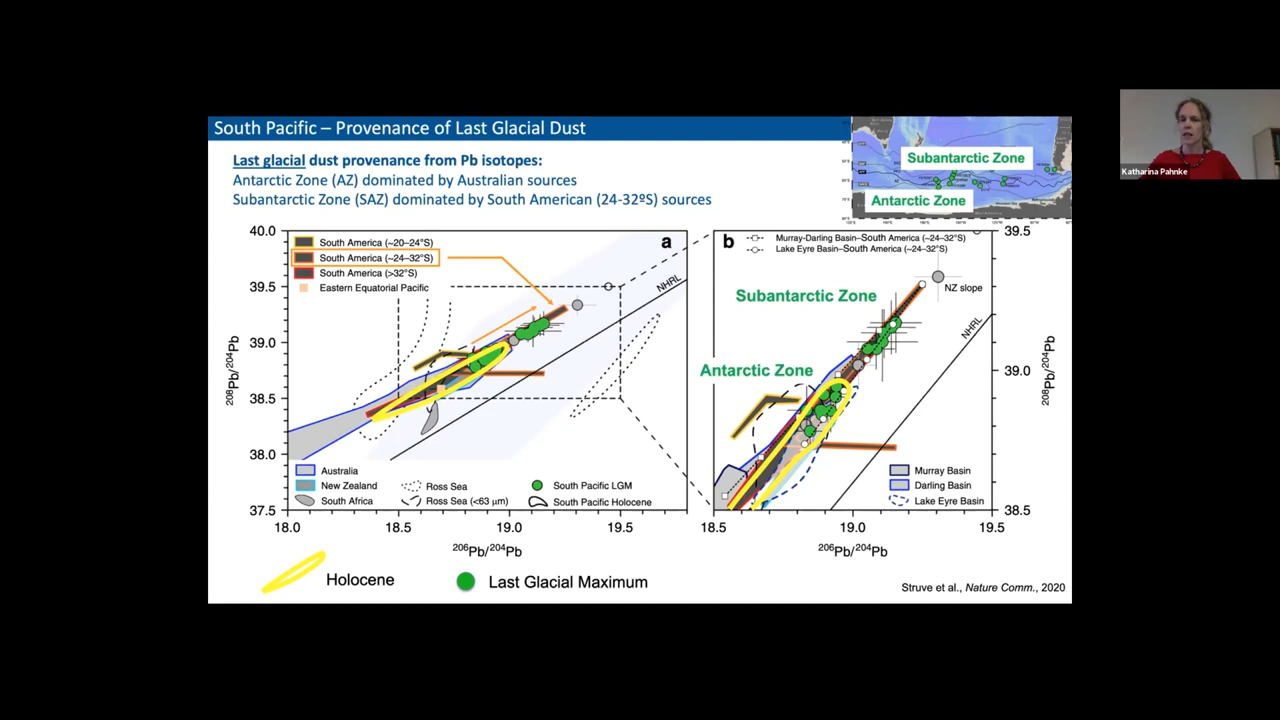 South Pacific – Provenance of Last Glacial Dust
Last glacial dust provenance from Pb isotopes:
Antarctic Zone (AZ) dominated by Australian sources
Subantarctic Zone (SAZ) dominated by South American (24-32ºS) sources
Subantarctic Zone
Antarctic Zone
Katharina Pahnke
40.0
39.5
39.0
38.5
38.0
37.5
208Pb/204Pb
a
South America (~20–24°S)
South America (~24–32°S)
South America (>32°S)
Eastern Equatorial Pacific
NHRL
Australia
New Zealand
South Africa
Ross Sea
Ross Sea (<63 µm)
South Pacific LGM
South Pacific Holocene
18.0
18.5
19.0
19.5
206Pb/204Pb
b
Murray-Darling Basin–South America (~24–32°S)
Lake Eyre Basin–South America (~24–32°S)
NZ slope
Subantarctic Zone
NHRL
Antarctic Zone
Murray Basin
Darling Basin
Lake Eyre Basin
39.5
39.0
38.5
208Pb/204Pb
18.5
19.0
19.5
206Pb/204Pb
Holocene
Last Glacial Maximum
Struve et al., Nature Comm., 2020